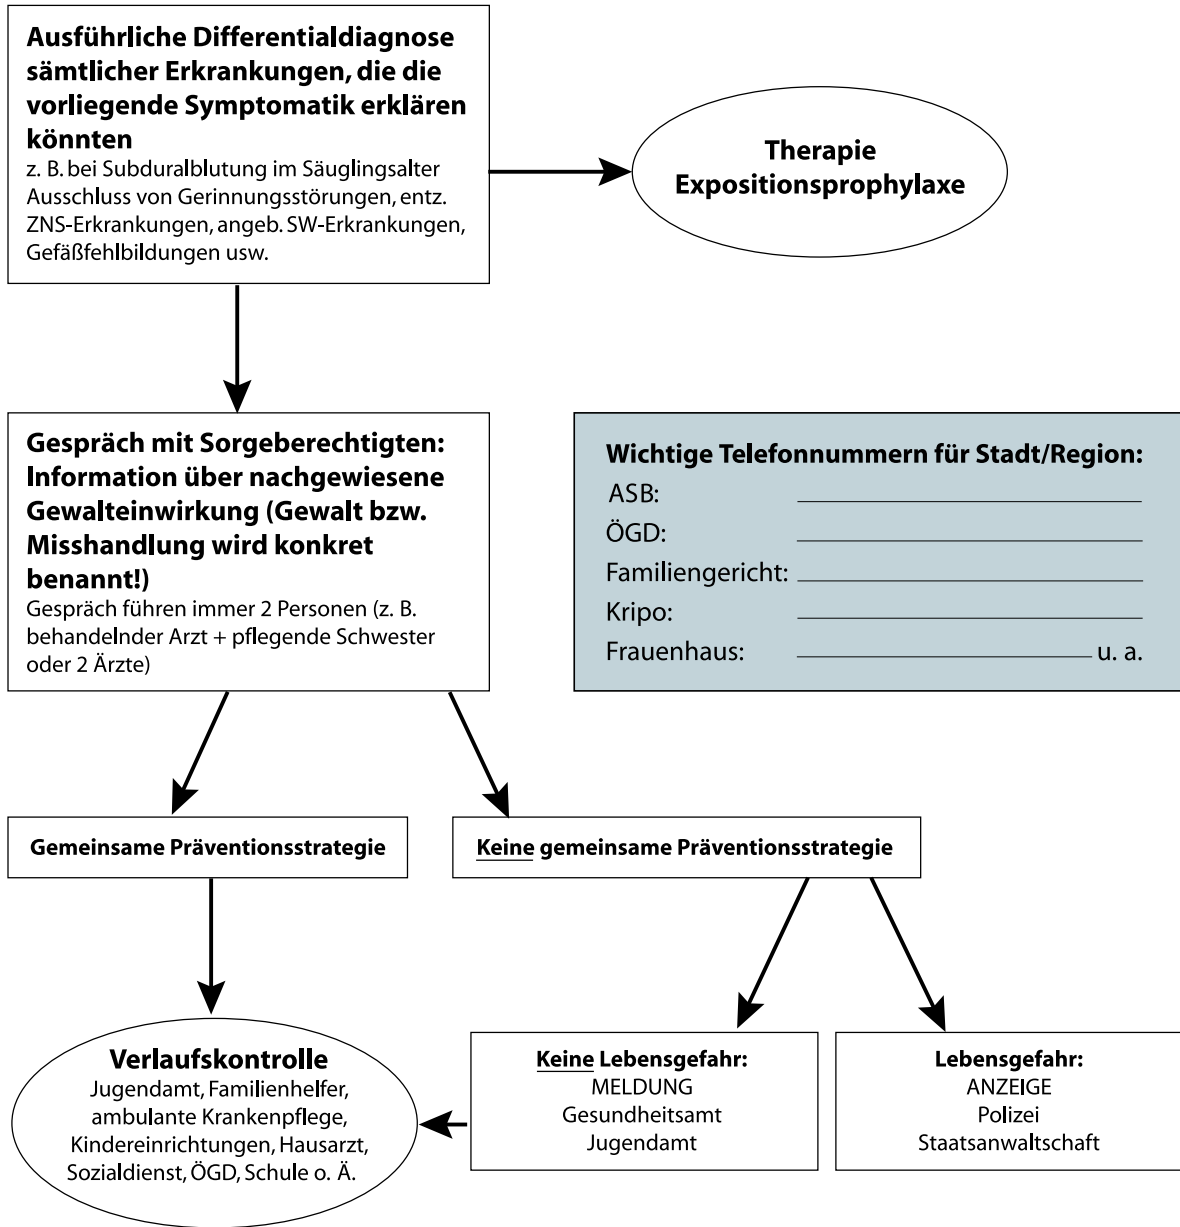 Ausführliche Differentialdiagnose
sämtlicher Erkrankungen, die die
vorliegende Symptomatik erklären
könnten
z. B. bei Subduralblutung im Säuglingsalter
Ausschluss von Gerinnungsstörungen, entz.
ZNS-Erkrankungen, angeb. SW-Erkrankungen,
Gefäßfehlbildungen usw.
Therapie
Expositionsprophylaxe
Gespräch mit Sorgeberechtigten:
Information über nachgewiesene
Gewalteinwirkung (Gewalt bzw.
Misshandlung wird konkret
benannt!)
Gespräch führen immer 2 Personen (z. B.
behandelnder Arzt + pflegende Schwester
oder 2 Ärzte)
Wichtige Telefonnummern für Stadt/Region:
ASB:
ÖGD:
Familiengericht:
Kripo:
Frauenhaus: u. a.
Gemeinsame Präventionsstrategie
Keine gemeinsame Präventionsstrategie
Verlaufskontrolle
Jugendamt, Familienhelfer,
ambulante Krankenpflege,
Kindereinrichtungen, Hausarzt,
Sozialdienst, ÖGD, Schule o. Ä.
Keine Lebensgefahr:
MELDUNG
Gesundheitsamt
Jugendamt
Lebensgefahr:
ANZEIGE
Polizei
Staatsanwaltschaft